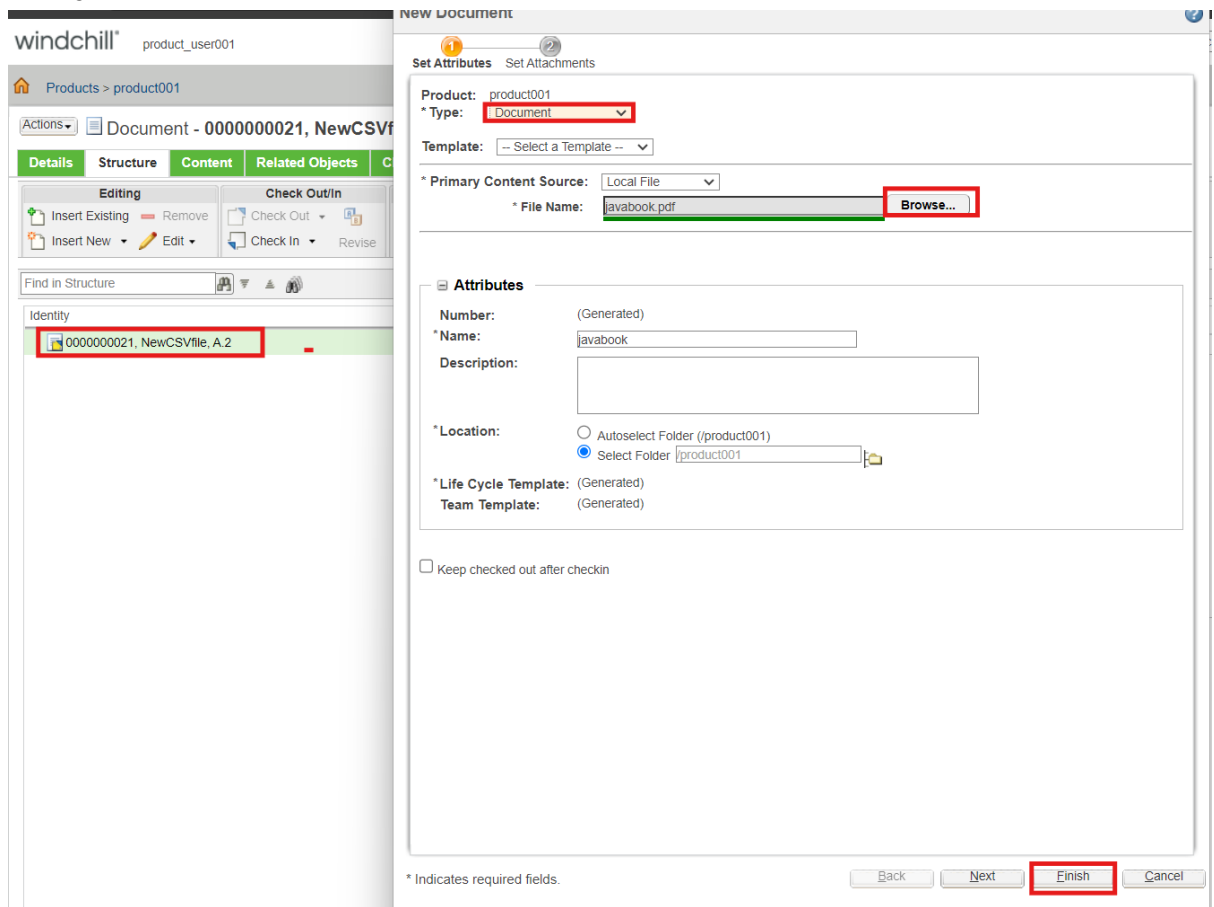 windchill® product_user001
Products > product001
Actions
Document - 0000000021, NewCSVf
Details Structure Content Related Objects C
Editing Check Out/In
Insert Existing Remove Check Out
Insert New Edit Check In Revise
Find in Structure
Identity
0000000021, NewCSVfile, A.2
New Document
1 2
Set Attributes Set Attachments
Product: product001
* Type: Document
Template: -- Select a Template --
* Primary Content Source: Local File
* File Name: javabook.pdf Browse...
Attributes
Number: (Generated)
*Name: javabook
Description:
*Location: Autoselect Folder (/product001)
Select Folder /product001
*Life Cycle Template: (Generated)
Team Template: (Generated)
Keep checked out after checkin
* Indicates required fields. Back Next Finish Cancel